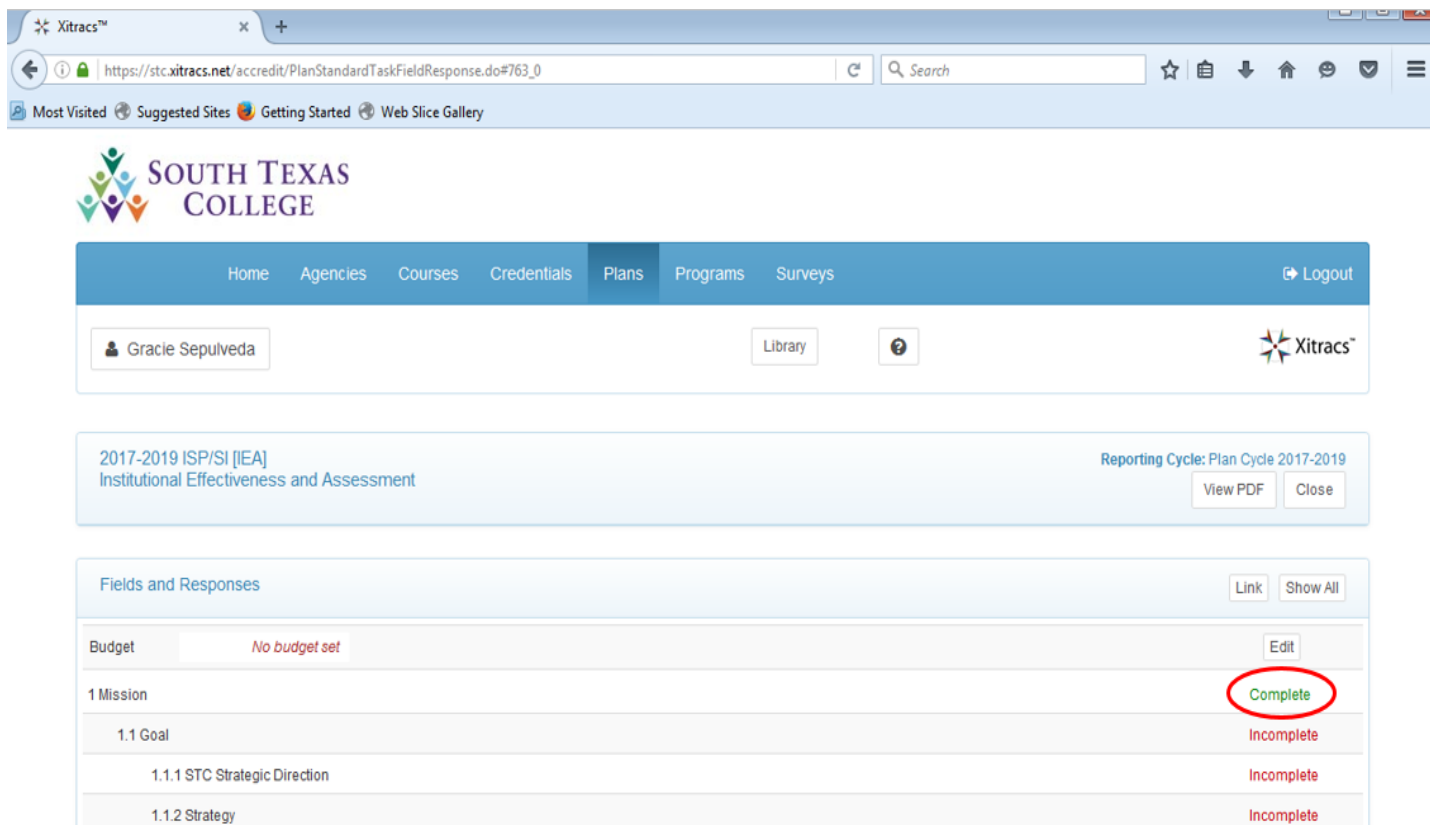 Xitracs™ × +
https://stc.xitracs.net/accredit/PlanStandardTaskFieldResponse.do#763_0 Search
Most Visited Suggested Sites Getting Started Web Slice Gallery
SOUTH TEXAS
COLLEGE
Home Agencies Courses Credentials Plans Programs Surveys Logout
Gracie Sepulveda Library ? Xitracs™
2017-2019 ISP/SI [IEA] Reporting Cycle: Plan Cycle 2017-2019
Institutional Effectiveness and Assessment View PDF Close
Fields and Responses Link Show All
Budget No budget set Edit
1 Mission Complete
1.1 Goal Incomplete
1.1.1 STC Strategic Direction Incomplete
1.1.2 Strategy Incomplete